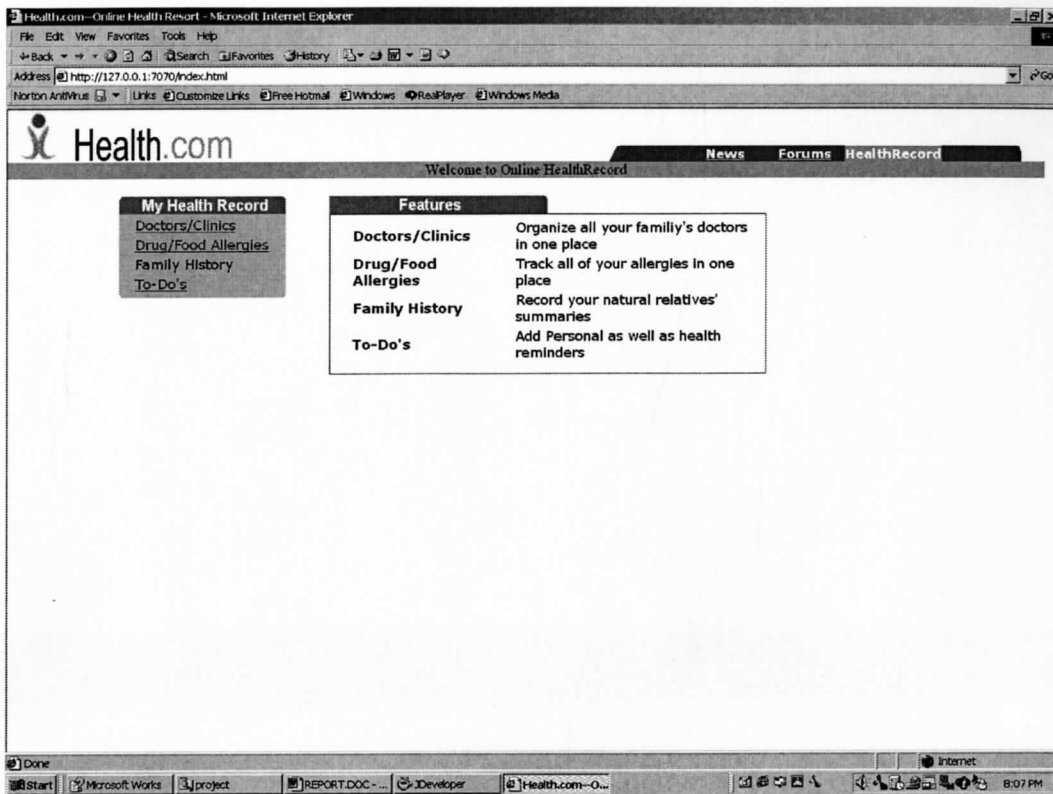 Health.com--Online Health Resort - Microsoft Internet Explorer
File Edit View Favorites Tools Help
Back Search Favorites History
Address http://127.0.0.1:7070/index.html Go
Norton AntiVirus Links Customize Links Free Hotmail Windows RealPlayer Windows Media
Health.com
News Forums HealthRecord
Welcome to Online HealthRecord
My Health Record
Doctors/Clinics
Drug/Food Allergies
Family History
To-Do's
Features
Doctors/Clinics
Organize all your familiy's doctors
in one place
Drug/Food
Allergies
Track all of your allergies in one
place
Family History
Record your natural relatives'
summaries
To-Do's
Add Personal as well as health
reminders
Done Internet
Start Microsoft Works project REPORT.DOC - ... JDeveloper Health.com--O... 8:07 PM